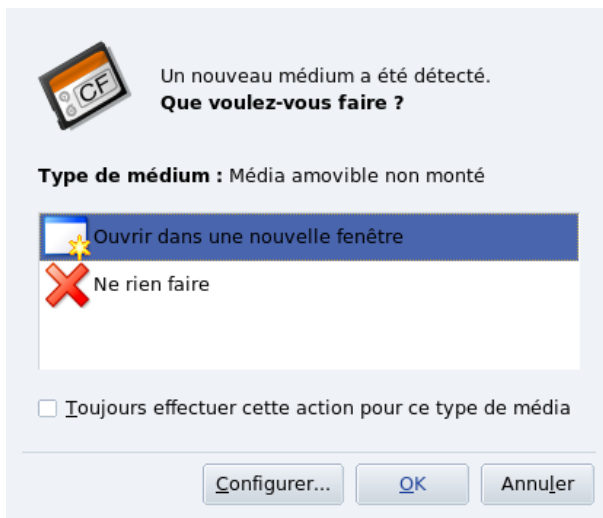 CF
Un nouveau médium a été détecté.
Que voulez-vous faire ?
Type de médium : Média amovible non monté
Ouvrir dans une nouvelle fenêtre
Ne rien faire
Toujours effectuer cette action pour ce type de média
Configurer... OK Annuler